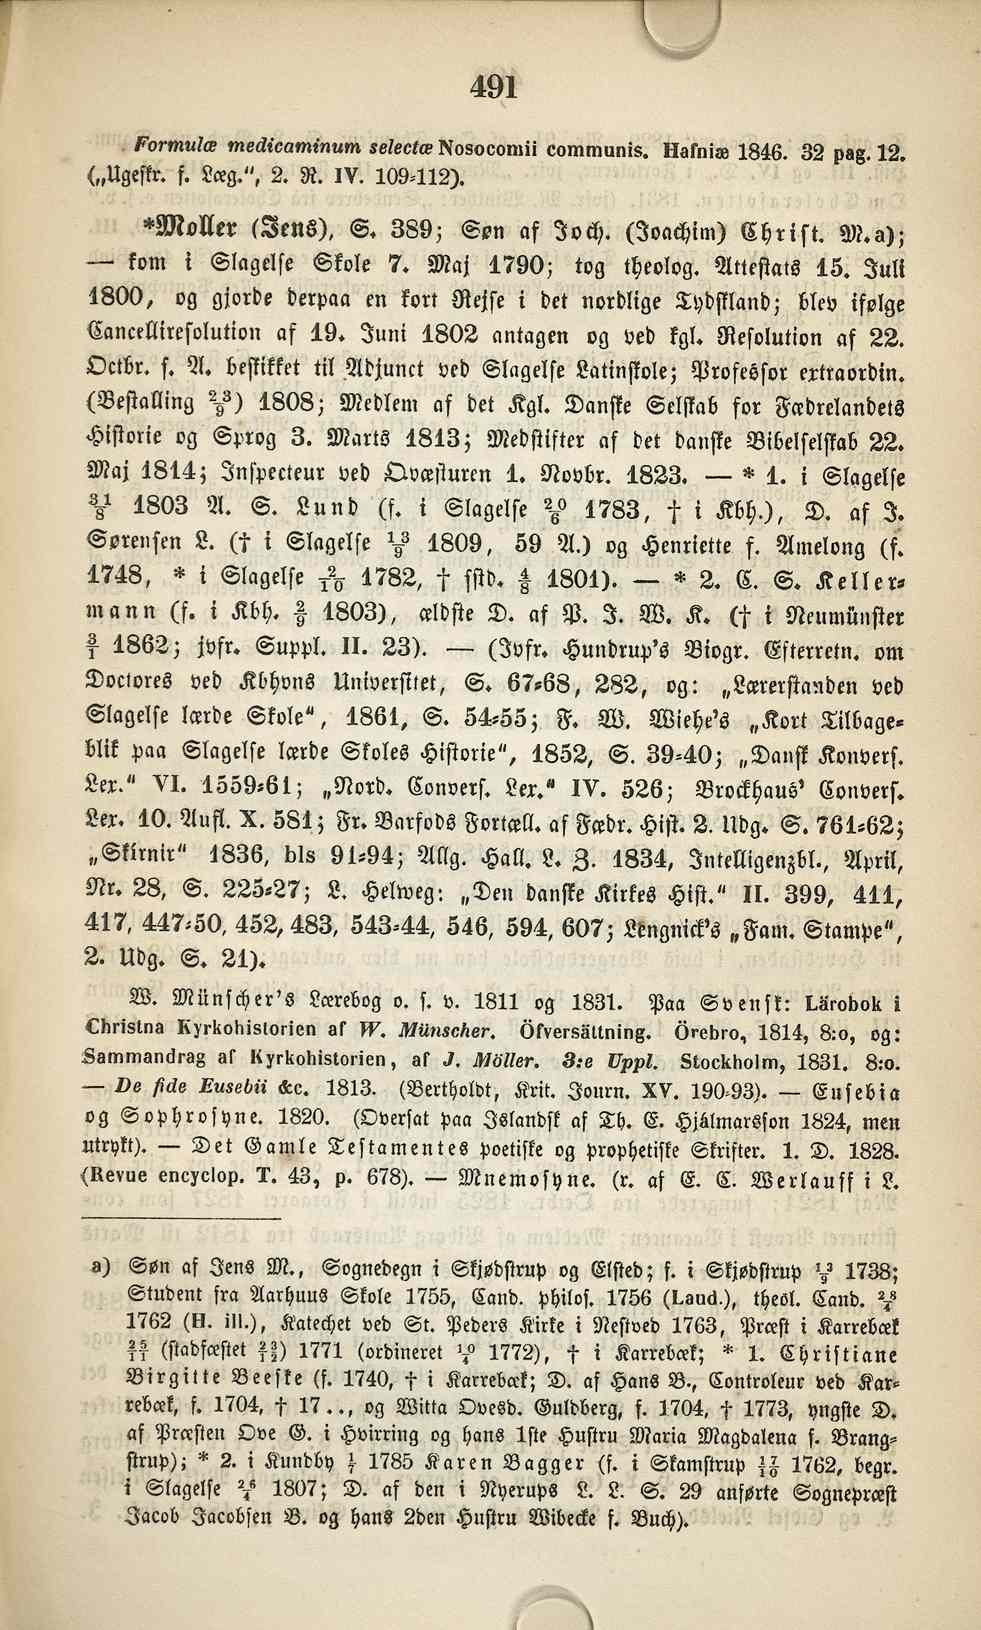 491
Formulæ medicaminum selectæ Nosocomii communis. Hafniæ 1846. 32 pag. 12.
(„Ugeskr. f. Læg.“, 2. R. IV. 109-112).
*Møller (Jens), S. 389; Søn af Joch. (Joachim) Christ. M.a);
— kom i Slagelse Skole 7. Maj 1790; tog theolog. Attestats 15. Juli
1800, og gjorde derpaa en kort Rejse i det nordlige Tydskland; blev ifølge
Cancelliresolution af 19. Juni 1802 antagen og ved kgl. Resolution af 22.
Octbr. s. A. beskikket til Adjunct ved Slagelse Latinskole; Professor extraordin.
(Bestalling 23/9) 1808; Medlem af det Kgl. Danske Selskab for Fædrelandets
Historie og Sprog 3. Marts 1813; Medstifter af det danske Bibelselskab 22.
Maj 1814; Inspecteur ved Qvæsturen 1. Novbr. 1823. — * 1. i Slagelse
31/8 1803 A. S. Lund (f. i Slagelse 20/6 1783, † i Kbh.), D. af J.
Sørensen L. († i Slagelse 13/9 1809, 59 A.) og Henriette f. Amelong (f.
1748, * i Slagelse 2/10 1782, † sstd. 4/8 1801). — * 2. C. S. Keller-
mann (f. i Kbh. 2/9 1803), ældste D. af P. J. W. K. († i Neumünster
3/1 1862; jvfr. Suppl. II. 23). — (Jvfr. Hundrup's Biogr. Efterretn. om
Doctores ved Kbhvns Universitet, S. 67-68, 282, og: „Lærerstanden ved
Slagelse lærde Skole“, 1861, S. 54-55; F. W. Wiehe's „Kort Tilbage-
blik paa Slagelse lærde Skoles Historie“, 1852, S. 39-40; „Dansk Konvers.
Lex.“ VI. 1559-61; „Nord. Convers. Lex.“ IV. 526; Brockhaus' Convers.
Lex. 10. Aufl. X. 581; Fr. Barfods Fortæll. af Fædr. Hist. 2. Udg. S. 761-62;
„Skirnir“ 1836, bls 91-94; Allg. Hall. L. Z. 1834, Intelligenzbl., April,
Nr. 28, S. 225-27; L. Helweg: „Den danske Kirkes Hist.“ II. 399, 411,
417, 447-50, 452, 483, 543-44, 546, 594, 607; Lengnick's „Fam. Stampe“,
2. Udg. S. 21).
W. Münscher's Lærebog o. s. v. 1811 og 1831. Paa Svensk: Lärobok i
Christna Kyrkohistorien af W. Münscher. Öfversättning. Örebro, 1814, 8:o, og:
Sammandrag af Kyrkohistorien, af J. Möller. 3:e Uppl. Stockholm, 1831. 8:o.
— De fide Eusebii &c. 1813. (Bertholdt, Krit. Journ. XV. 190-93). — Eusebia
og Sophrosyne. 1820. (Oversat paa Islandsk af Th. E. Hjálmarsson 1824, men
utrykt). — Det Gamle Testamentes poetiske og prophetiske Skrifter. 1. D. 1828.
(Revue encyclop. T. 43, p. 678). — Mnemosyne. (r. af E. C. Werlauff i L.
a) Søn af Jens M., Sognedegn i Skjødstrup og Elsted; f. i Skjødstrup 13/9 1738;
Student fra Aarhuus Skole 1755, Cand. philos. 1756 (Laud.), theol. Cand. 28/4
1762 (H. ill.), Katechet ved St. Peders Kirke i Nestved 1763, Præst i Karrebæk
25/11 (stadfæstet 23/12) 1771 (ordineret 10/4 1772), † i Karrebæk; * 1. Christiane
Birgitte Beeske (f. 1740, † i Karrebæk; D. af Hans B., Controleur ved Kar-
rebæk, f. 1704, † 17.., og Witta Ovesd. Guldberg, f. 1704, † 1773, yngste D.
af Præsten Ove G. i Hvirring og hans 1ste Hustru Maria Magdalena f. Brang-
strup); * 2. i Kundby 1/7 1785 Karen Bagger (f. i Skamstrup 17/10 1762, begr.
i Slagelse 26/4 1807; D. af den i Nyerups L. L. S. 29 anførte Sognepræst
Jacob Jacobsen B. og hans 2den Hustru Wibecke f. Buch).